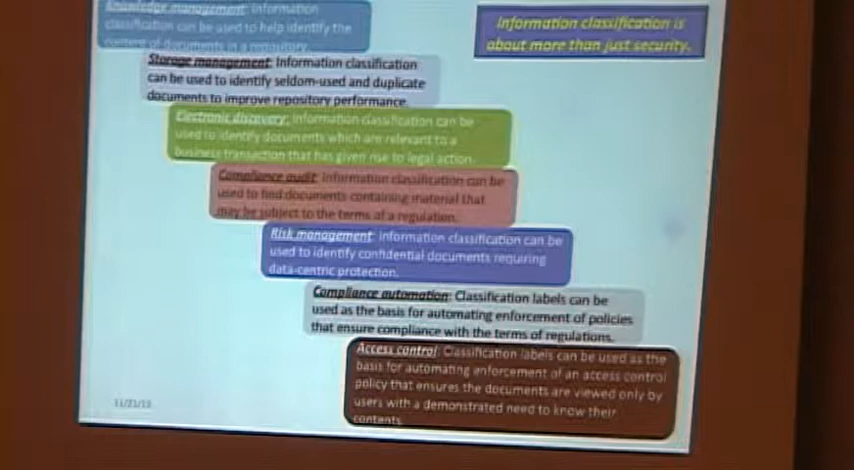 Knowledge management: Information
classification can be used to help identify the
content of documents in a repository.
Information classification is
about more than just security.
Storage management: Information classification
can be used to identify seldom-used and duplicate
documents to improve repository performance.
Electronic discovery: Information classification can be
used to identify documents which are relevant to a
business transaction that has given rise to legal action.
Compliance audit: Information classification can be
used to find documents containing material that
may be subject to the terms of a regulation.
Risk management: Information classification can be
used to identify confidential documents requiring
data-centric protection.
Compliance automation: Classification labels can be
used as the basis for automating enforcement of policies
that ensure compliance with the terms of regulations.
Access control: Classification labels can be used as the
basis for automating enforcement of an access control
policy that ensures the documents are viewed only by
users with a demonstrated need to know their
contents.